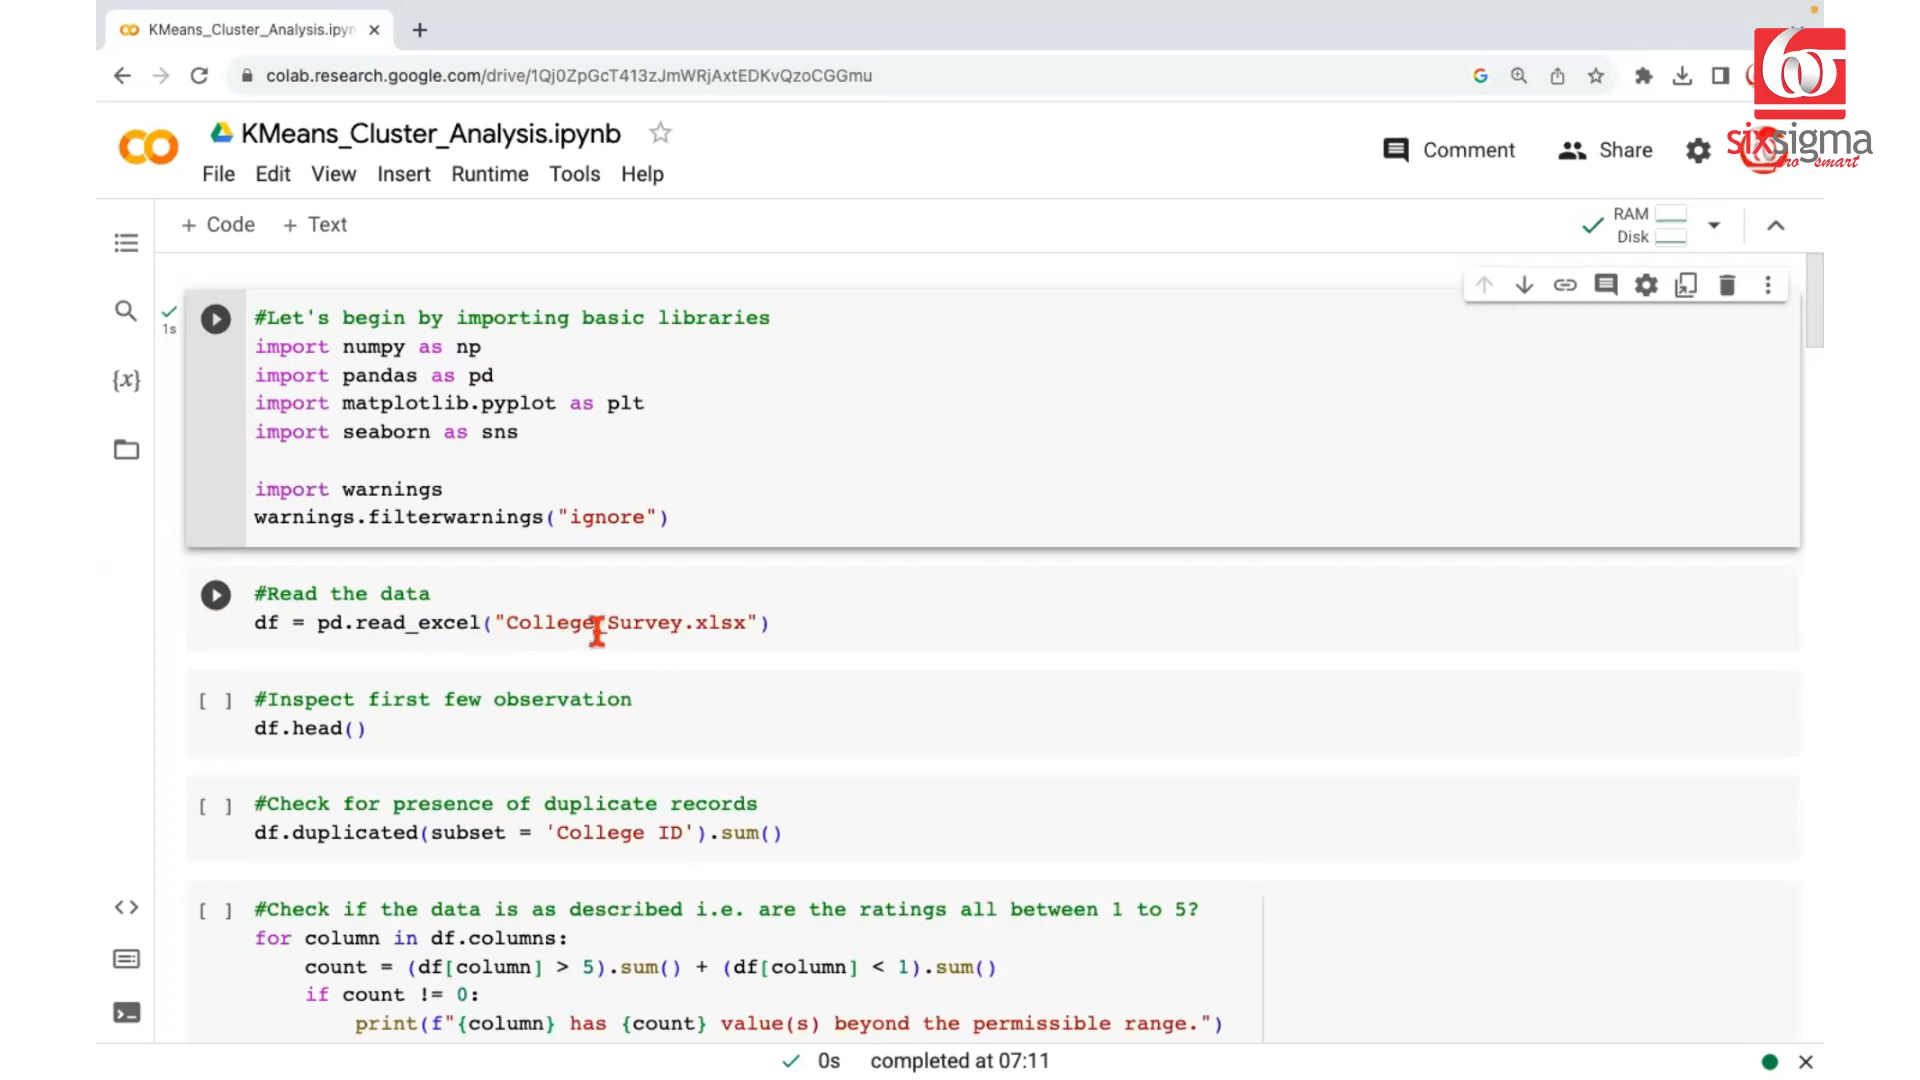 KMeans_Cluster_Analysis.ipyn
colab.research.google.com/drive/1Qj0ZpGcT413zJmWRjAxtEDKvQzoCGGmu
KMeans_Cluster_Analysis.ipynb
Comment
Share
sixsigma
pro smart
File Edit View Insert Runtime Tools Help
+ Code + Text
RAM
Disk
1s
#Let's begin by importing basic libraries
import numpy as np
import pandas as pd
import matplotlib.pyplot as plt
import seaborn as sns
import warnings
warnings.filterwarnings("ignore")
#Read the data
df = pd.read_excel("College_Survey.xlsx")
[ ] #Inspect first few observation
df.head()
[ ] #Check for presence of duplicate records
df.duplicated(subset = 'College ID').sum()
[ ] #Check if the data is as described i.e. are the ratings all between 1 to 5?
for column in df.columns:
count = (df[column] > 5).sum() + (df[column] < 1).sum()
if count != 0:
print(f"{column} has {count} value(s) beyond the permissible range.")
0s completed at 07:11